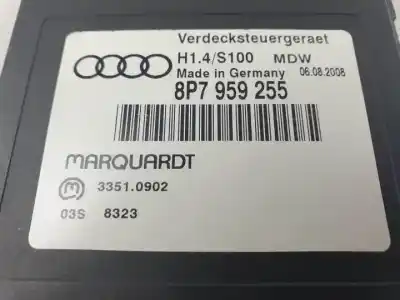 Verdecksteuergeraet
H1.4/S100 MDW
Made in Germany 06.08.2008
8P7 959 255
MARQUARDT
m 3351.0902
03S 8323